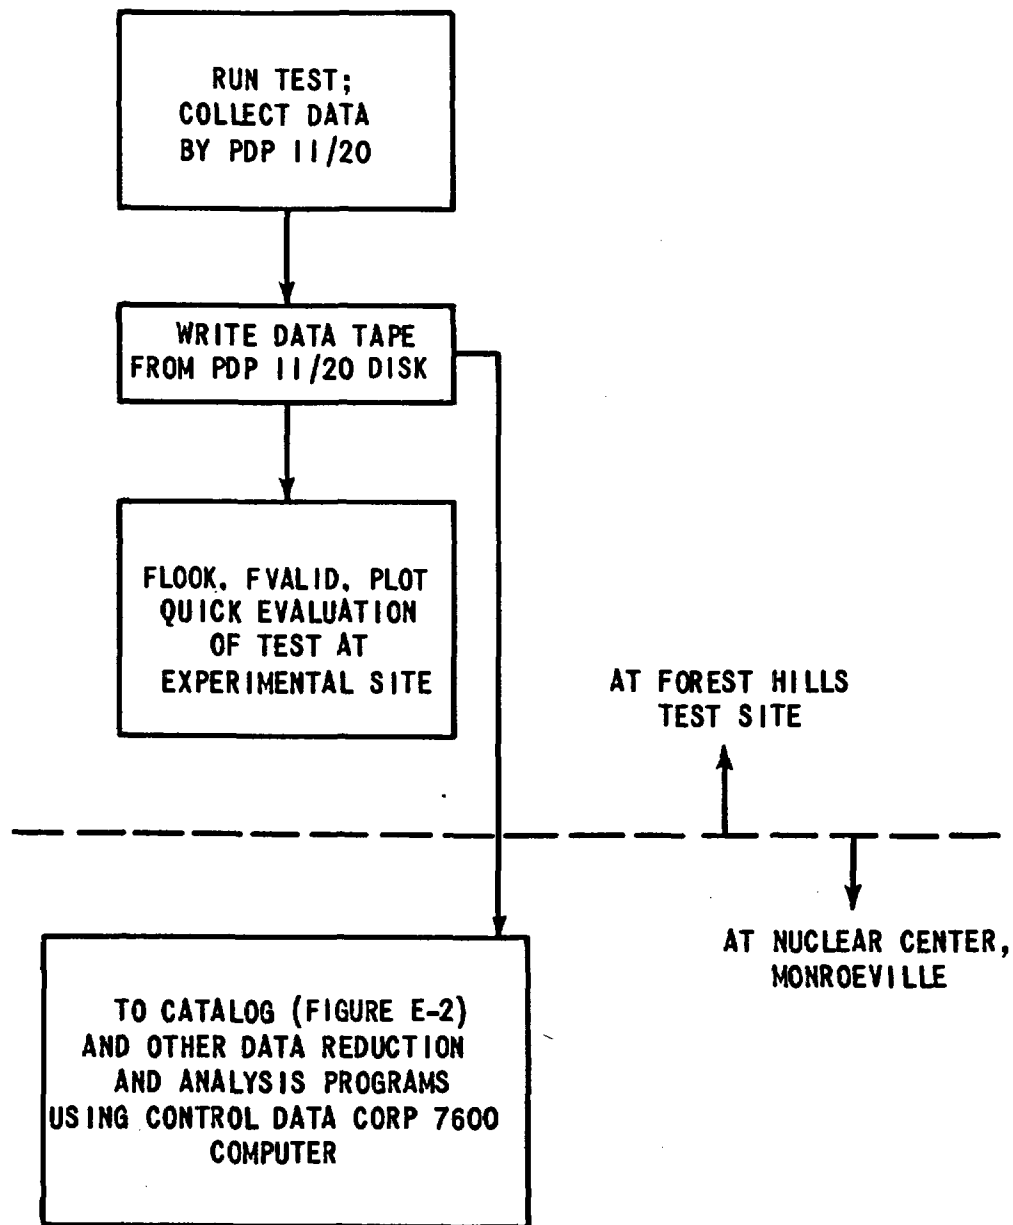 RUN TEST;
COLLECT DATA
BY PDP 11/20
WRITE DATA TAPE
FROM PDP 11/20 DISK
FLOOK, FVALID, PLOT
QUICK EVALUATION
OF TEST AT
EXPERIMENTAL SITE
AT FOREST HILLS
TEST SITE
AT NUCLEAR CENTER,
MONROEVILLE
TO CATALOG (FIGURE E-2)
AND OTHER DATA REDUCTION
AND ANALYSIS PROGRAMS
USING CONTROL DATA CORP 7600
COMPUTER